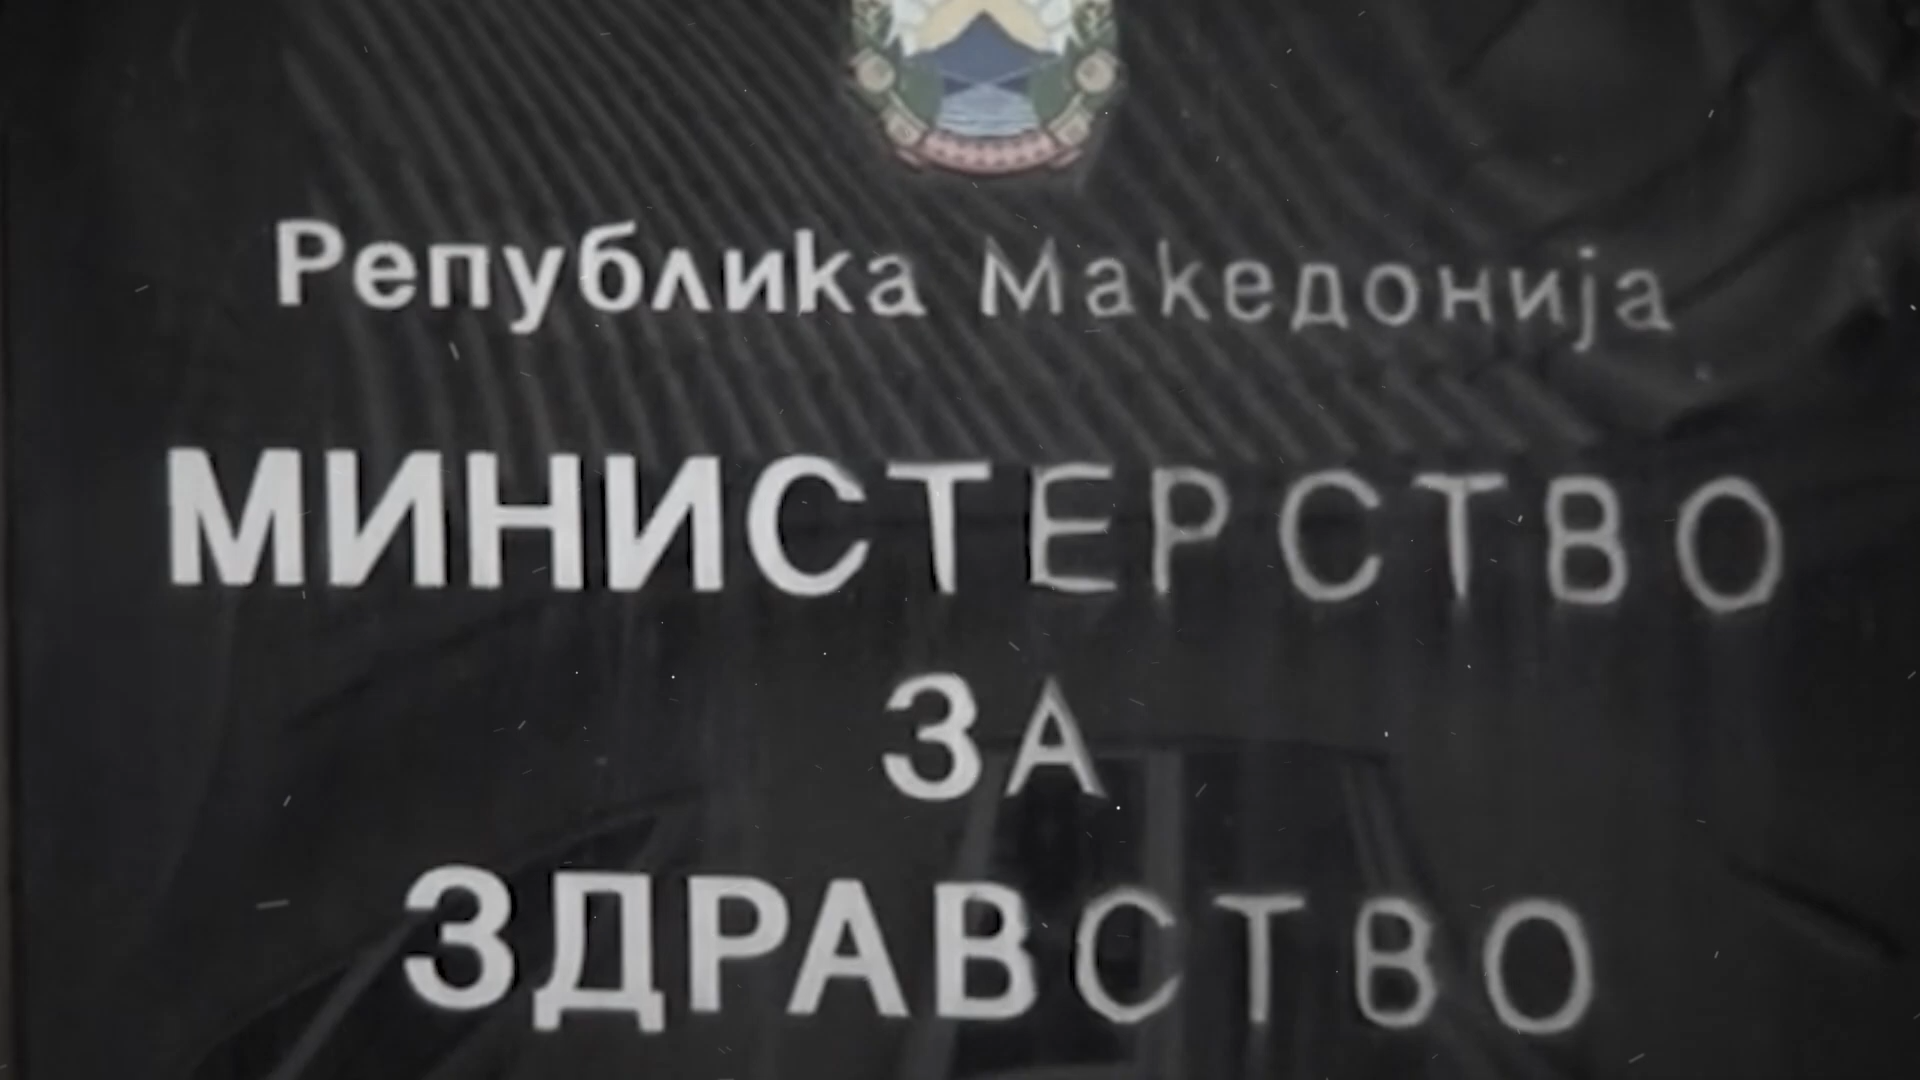 Република Македонија
МИНИСТЕРСТВО
ЗА
ЗДРАВСТВО